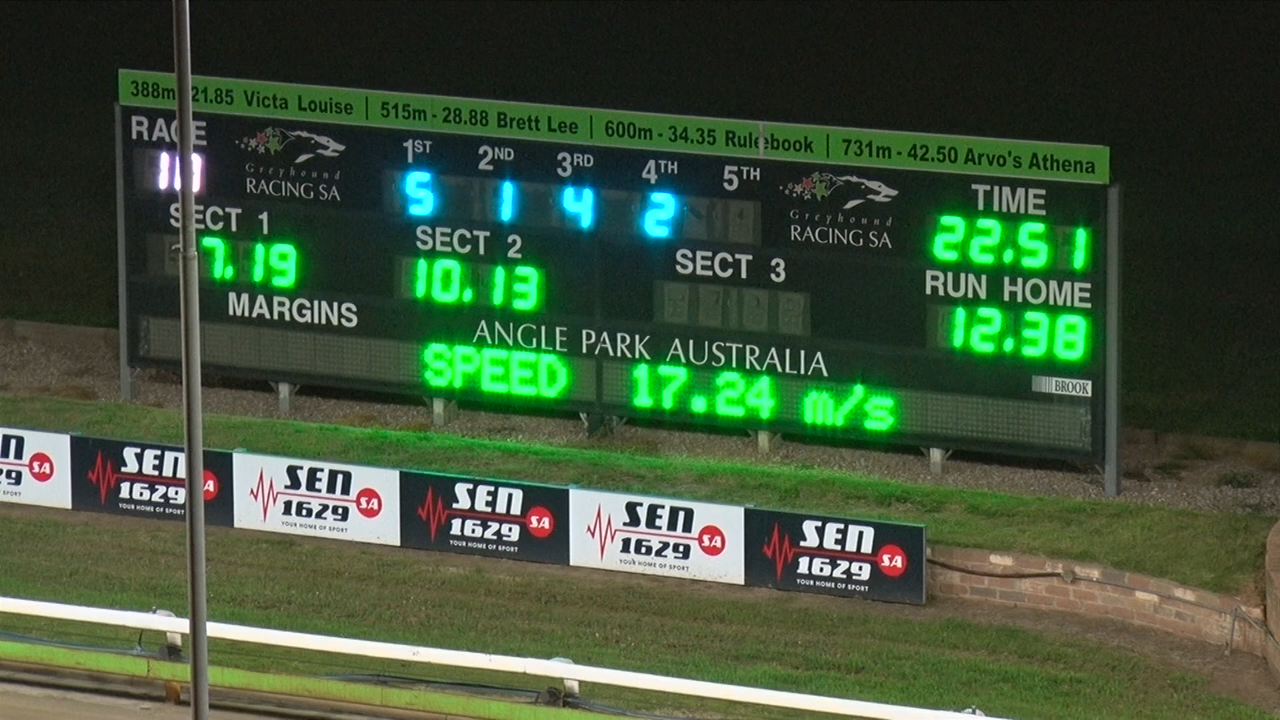 388m - 21.85 Victa Louise | 515m - 28.88 Brett Lee | 600m - 34.35 Rulebook | 731m - 42.50 Arvo's Athena
RACE
Greyhound
RACING SA
1ST 2ND 3RD 4TH 5TH
5 1 4 2
Greyhound
RACING SA
TIME
22.51
SECT 1
7.19
SECT 2
10.13
SECT 3
RUN HOME
12.38
MARGINS
ANGLE PARK AUSTRALIA
SPEED 17.24 m/s
BROOK
N
29 SA
OF SPORT
SEN
1629 A
YOUR HOME OF SPORT
SEN
1629 SA
YOUR HOME OF SPORT
SEN
1629 SA
YOUR HOME OF SPORT
SEN
1629 SA
YOUR HOME OF SPORT
SEN
1629 SA
YOUR HOME OF SPORT